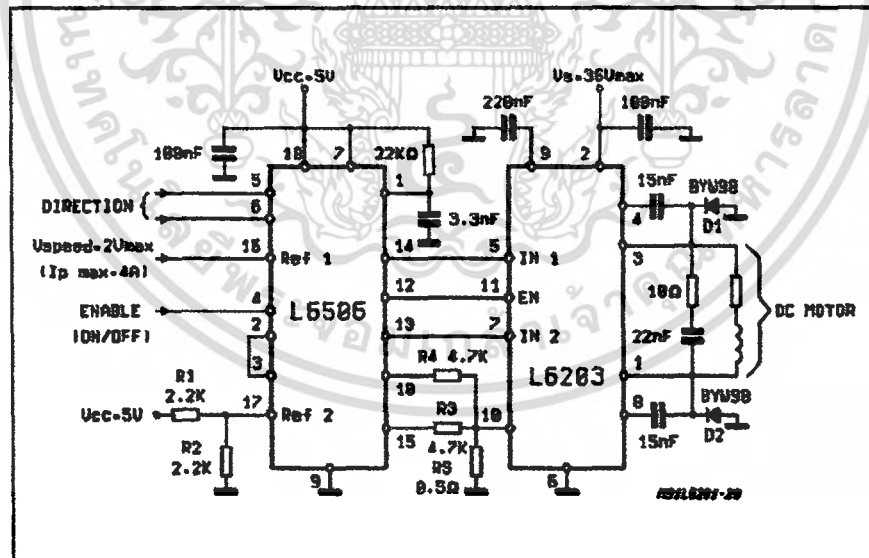 Vcc=5V
Vs=36Vmax
220nF
100nF
100nF
18
7
22KΩ
9
2
5
1
15nF
BYW98
DIRECTION {
6
3.3nF
4
D1
Vspeed=2Vmax
16
Ref 1
14
5
IN 1
3
(Ip max=4A)
12
11
EN
10Ω
ENABLE
4
L6506
DC MOTOR
(ON/OFF)
2
13
7
IN 2
22nF
3
R4 4.7K
L6203
1
R1
10
BYW98
2.2K
R3
8
Vcc=5V
17
Ref 2
15
10
D2
R2
4.7K
15nF
2.2K
RS
9
0.5Ω
6